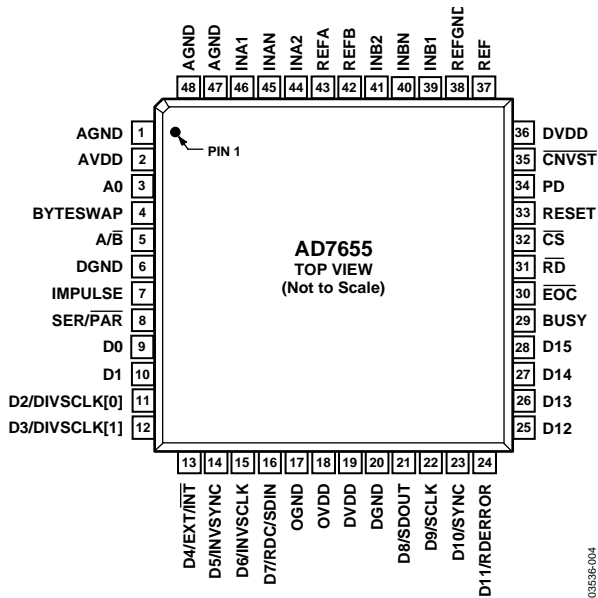 AGND
AGND
INA1
INAN
INA2
REFA
REFB
INB2
INBN
INB1
REFGND
REF
48 47 46 45 44 43 42 41 40 39 38 37
AGND 1
AVDD 2
A0 3
BYTESWAP 4
A/B̅ 5
DGND 6
IMPULSE 7
SER/P̅A̅R̅ 8
D0 9
D1 10
D2/DIVSCLK[0] 11
D3/DIVSCLK[1] 12
PIN 1
AD7655
TOP VIEW
(Not to Scale)
36 DVDD
35 C̅N̅V̅S̅T̅
34 PD
33 RESET
32 C̅S̅
31 R̅D̅
30 E̅O̅C̅
29 BUSY
28 D15
27 D14
26 D13
25 D12
13 14 15 16 17 18 19 20 21 22 23 24
D4/EXT/I̅N̅T̅
D5/INVSYNC
D6/INVSCLK
D7/RDC/SDIN
OGND
OVDD
DVDD
DGND
D8/SDOUT
D9/SCLK
D10/SYNC
D11/RDERROR
03536-004